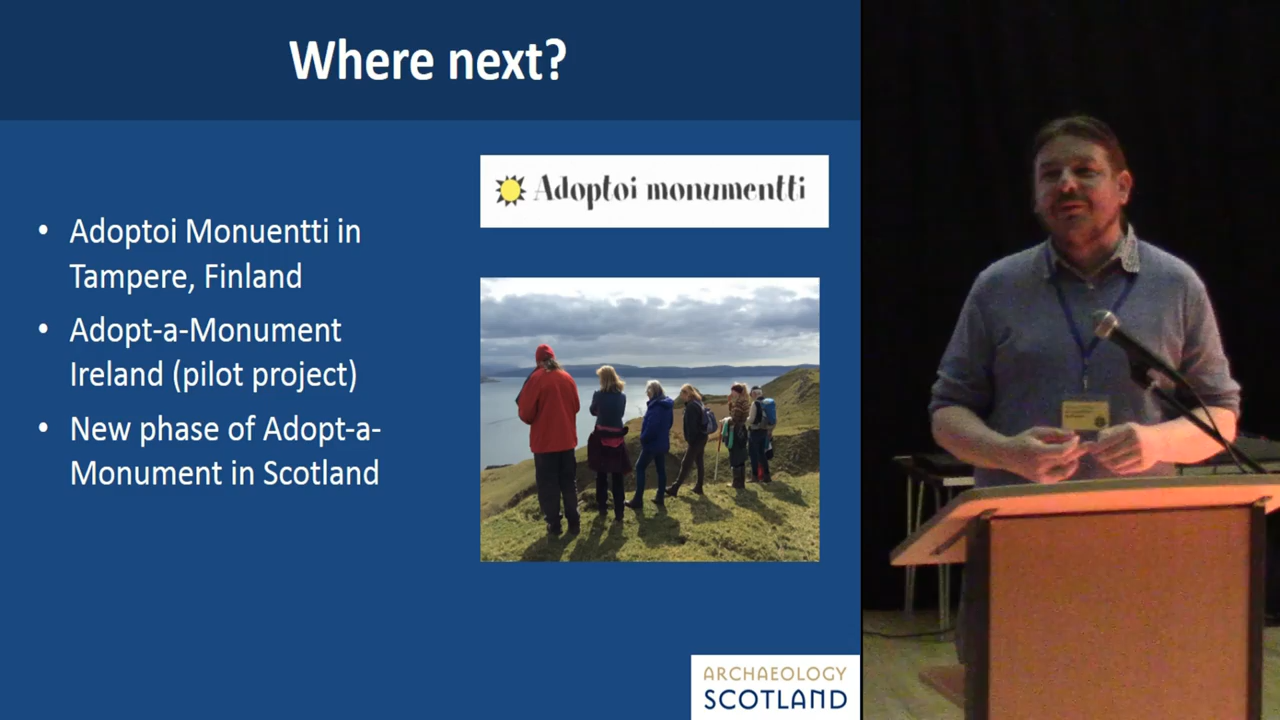 Where next?
Adoptoi monumentti
• Adoptoi Monuentti in
Tampere, Finland
• Adopt-a-Monument
Ireland (pilot project)
• New phase of Adopt-a-
Monument in Scotland
ARCHAEOLOGY
SCOTLAND